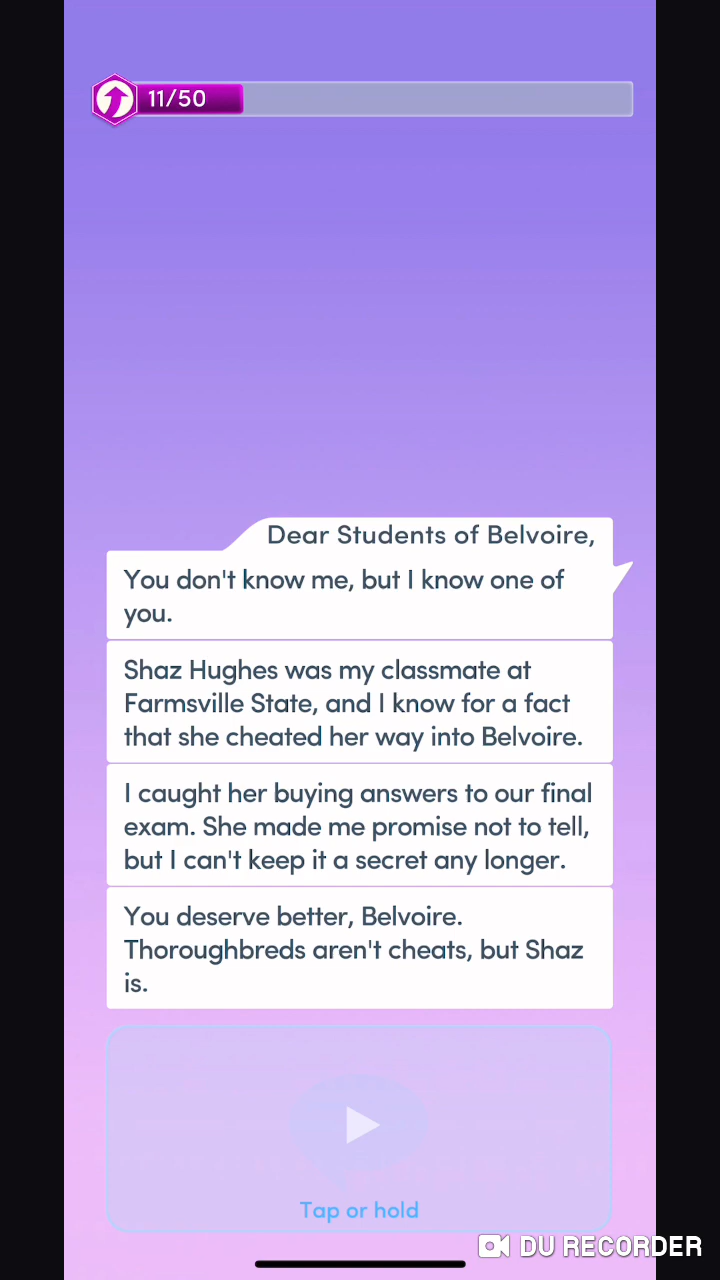 11/50
Dear Students of Belvoire,
You don't know me, but I know one of
you.
Shaz Hughes was my classmate at
Farmsville State, and I know for a fact
that she cheated her way into Belvoire.
I caught her buying answers to our final
exam. She made me promise not to tell,
but I can't keep it a secret any longer.
You deserve better, Belvoire.
Thoroughbreds aren't cheats, but Shaz
is.
Tap or hold
DU RECORDER